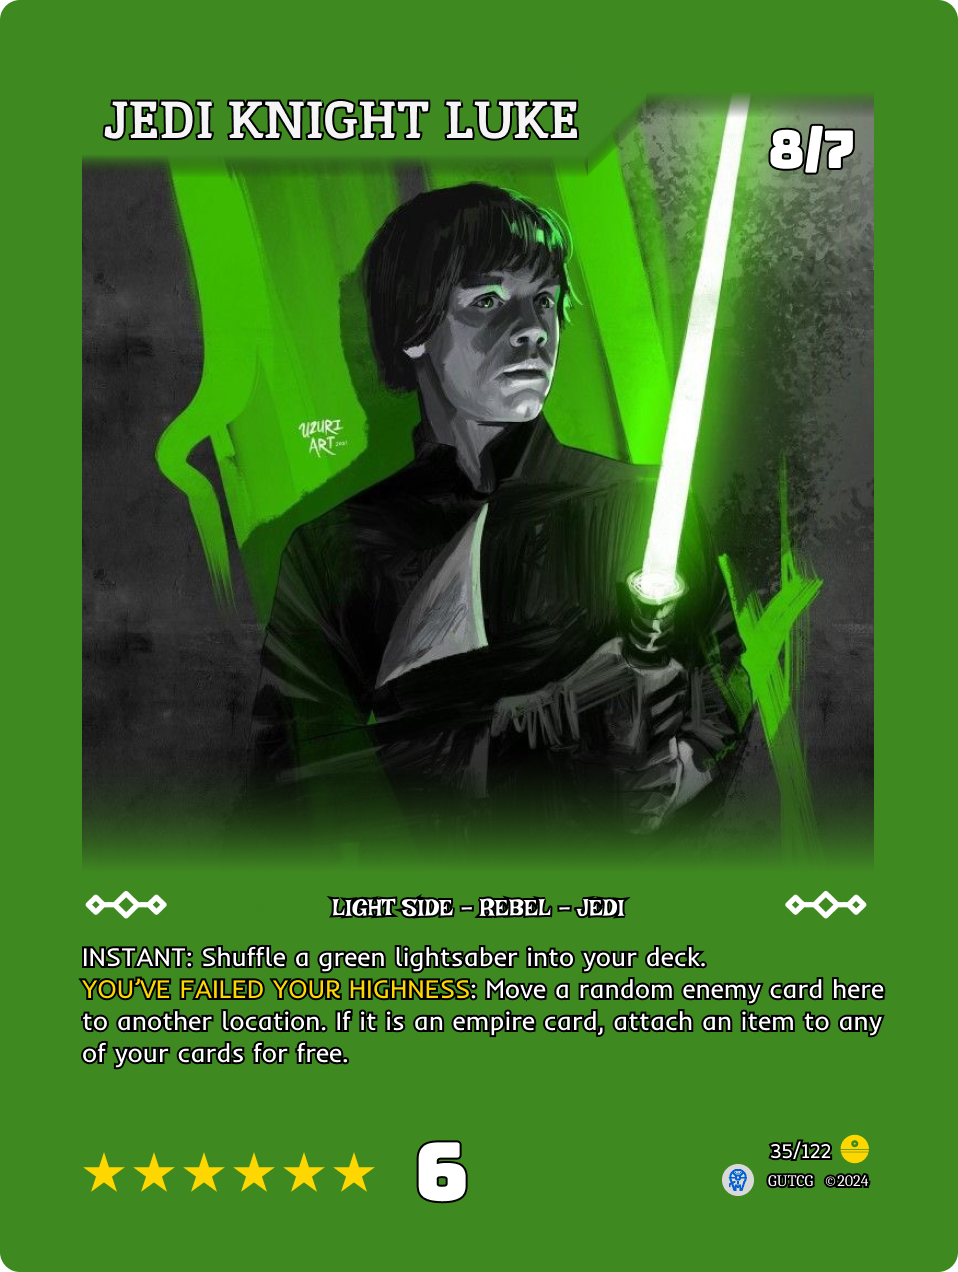 JEDI KNIGHT LUKE
8/7
UZURI
ART 2021
LIGHT SIDE - REBEL - JEDI
INSTANT: Shuffle a green lightsaber into your deck.
YOU'VE FAILED YOUR HIGHNESS: Move a random enemy card here
to another location. If it is an empire card, attach an item to any
of your cards for free.
6
35/122
GUTCG ©2024